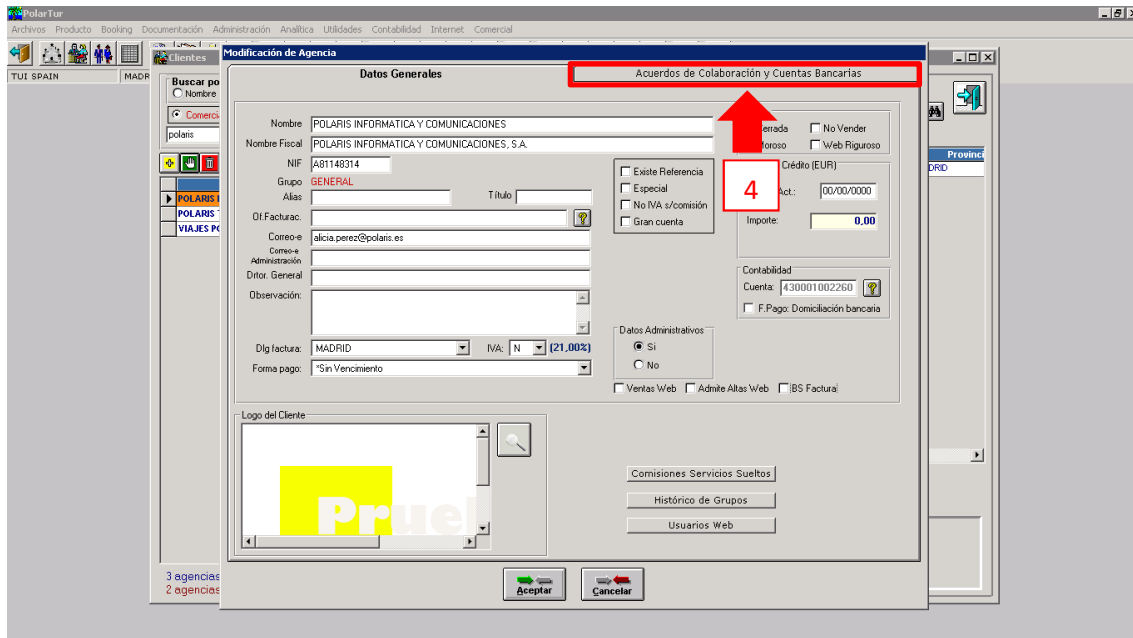 PolarTur
Archivos Producto Booking Documentación Administración Analítica Utilidades Contabilidad Internet Comercial
TUI SPAIN MADR
Clientes
Buscar po
Nombre
Comerci
polaris
Provinci
DRID
POLARIS I
POLARIS
VIAJES PO
3 agencias
2 agencias
Modificación de Agencia
Datos Generales
Acuerdos de Colaboración y Cuentas Bancarias
4
Nombre POLARIS INFORMATICA Y COMUNICACIONES
Nombre Fiscal POLARIS INFORMATICA Y COMUNICACIONES, S.A.
NIF A81148314
Grupo GENERAL
Alias Título
Of.Facturac.
Correo-e alicia.perez@polaris.es
Correo-e
Administración
Drtor. General
Observación:
Dlg factura: MADRID IVA: N (21,00%)
Forma pago: *Sin Vencimiento
Existe Referencia
Especial
No IVA s/comisión
Gran cuenta
errada No Vender
oroso Web Riguroso
Crédito (EUR)
Act.: 00/00/0000
Importe: 0,00
Contabilidad
Cuenta: 430001002260
F.Pago: Domiciliación bancaria
Datos Administrativos
Si
No
Ventas Web Admite Altas Web BS Factura
Logo del Cliente
Pruel
Comisiones Servicios Sueltos
Histórico de Grupos
Usuarios Web
Aceptar Cancelar